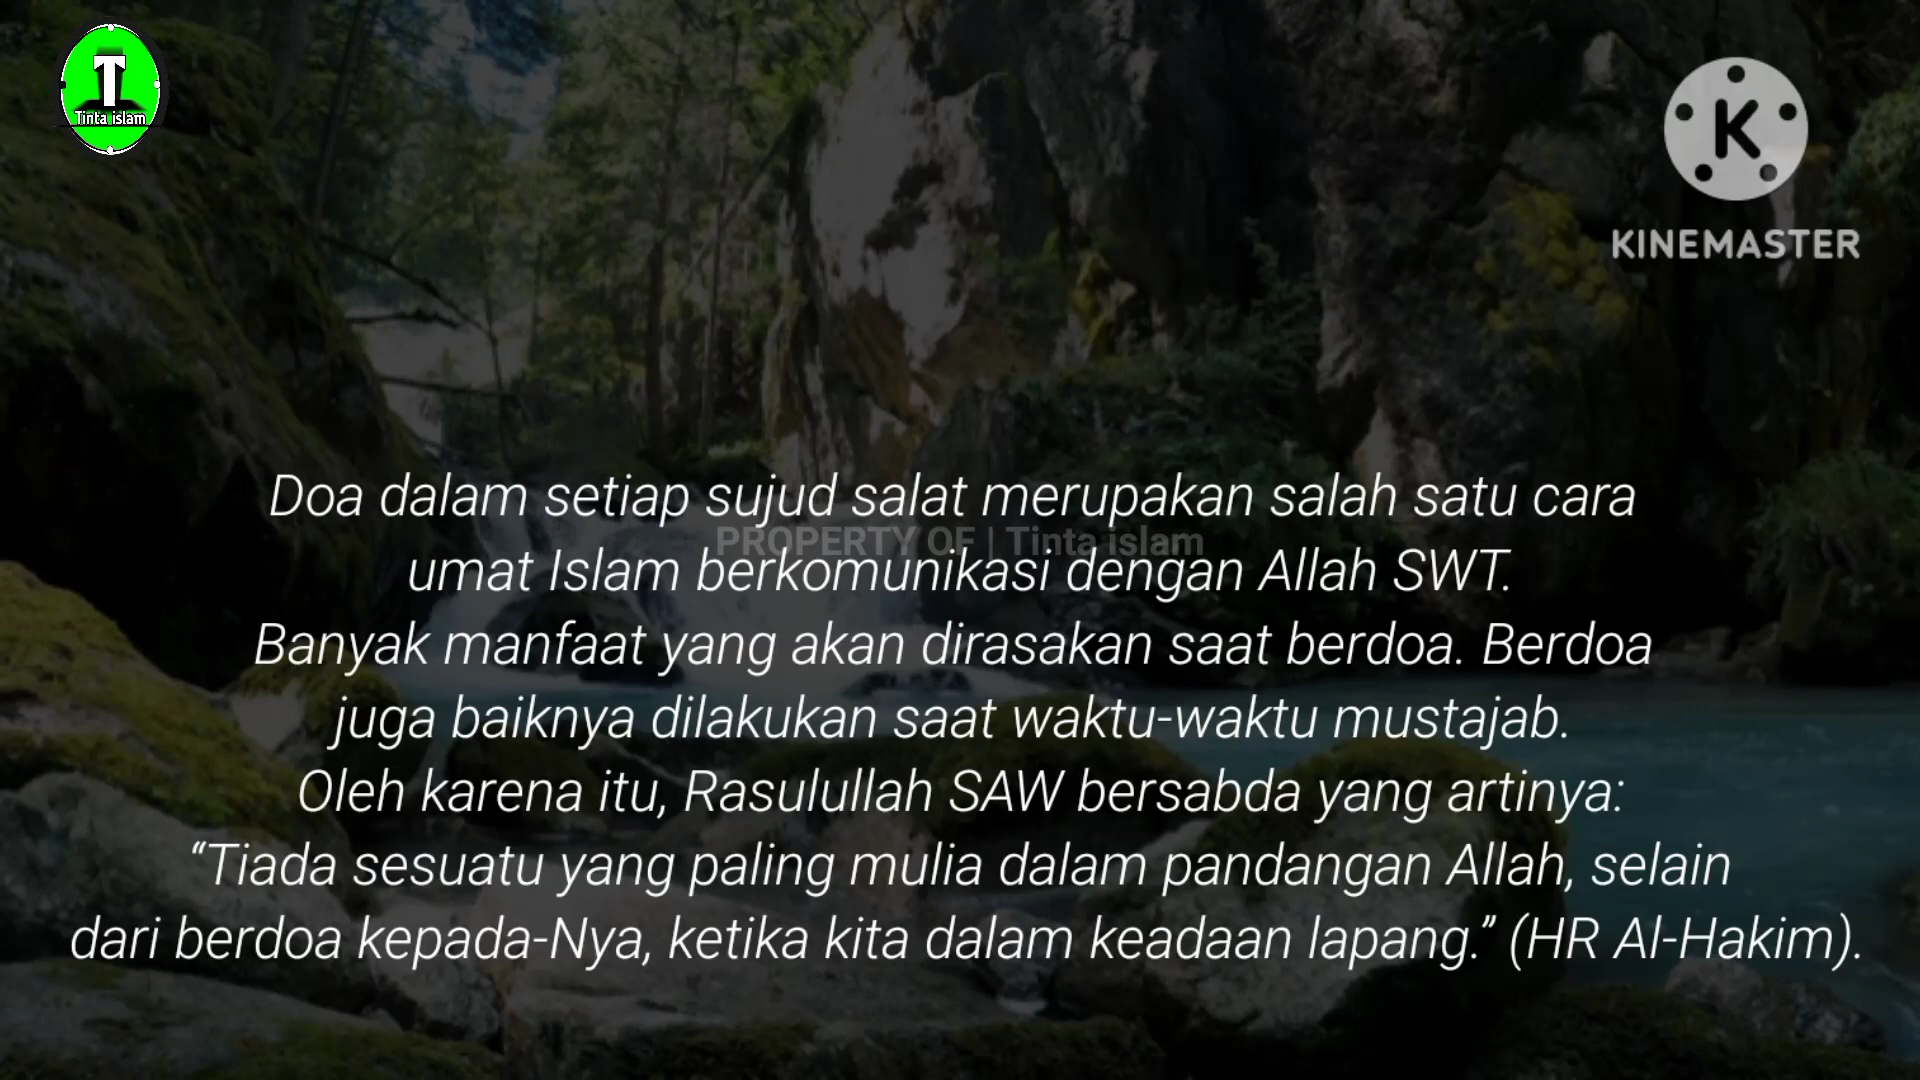 T
Tinta islam
K
KINEMASTER
Doa dalam setiap sujud salat merupakan salah satu cara
PROPERTY OF | Tinta islam
umat Islam berkomunikasi dengan Allah SWT.
Banyak manfaat yang akan dirasakan saat berdoa. Berdoa
juga baiknya dilakukan saat waktu-waktu mustajab.
Oleh karena itu, Rasulullah SAW bersabda yang artinya:
“Tiada sesuatu yang paling mulia dalam pandangan Allah, selain
dari berdoa kepada-Nya, ketika kita dalam keadaan lapang.” (HR Al-Hakim).